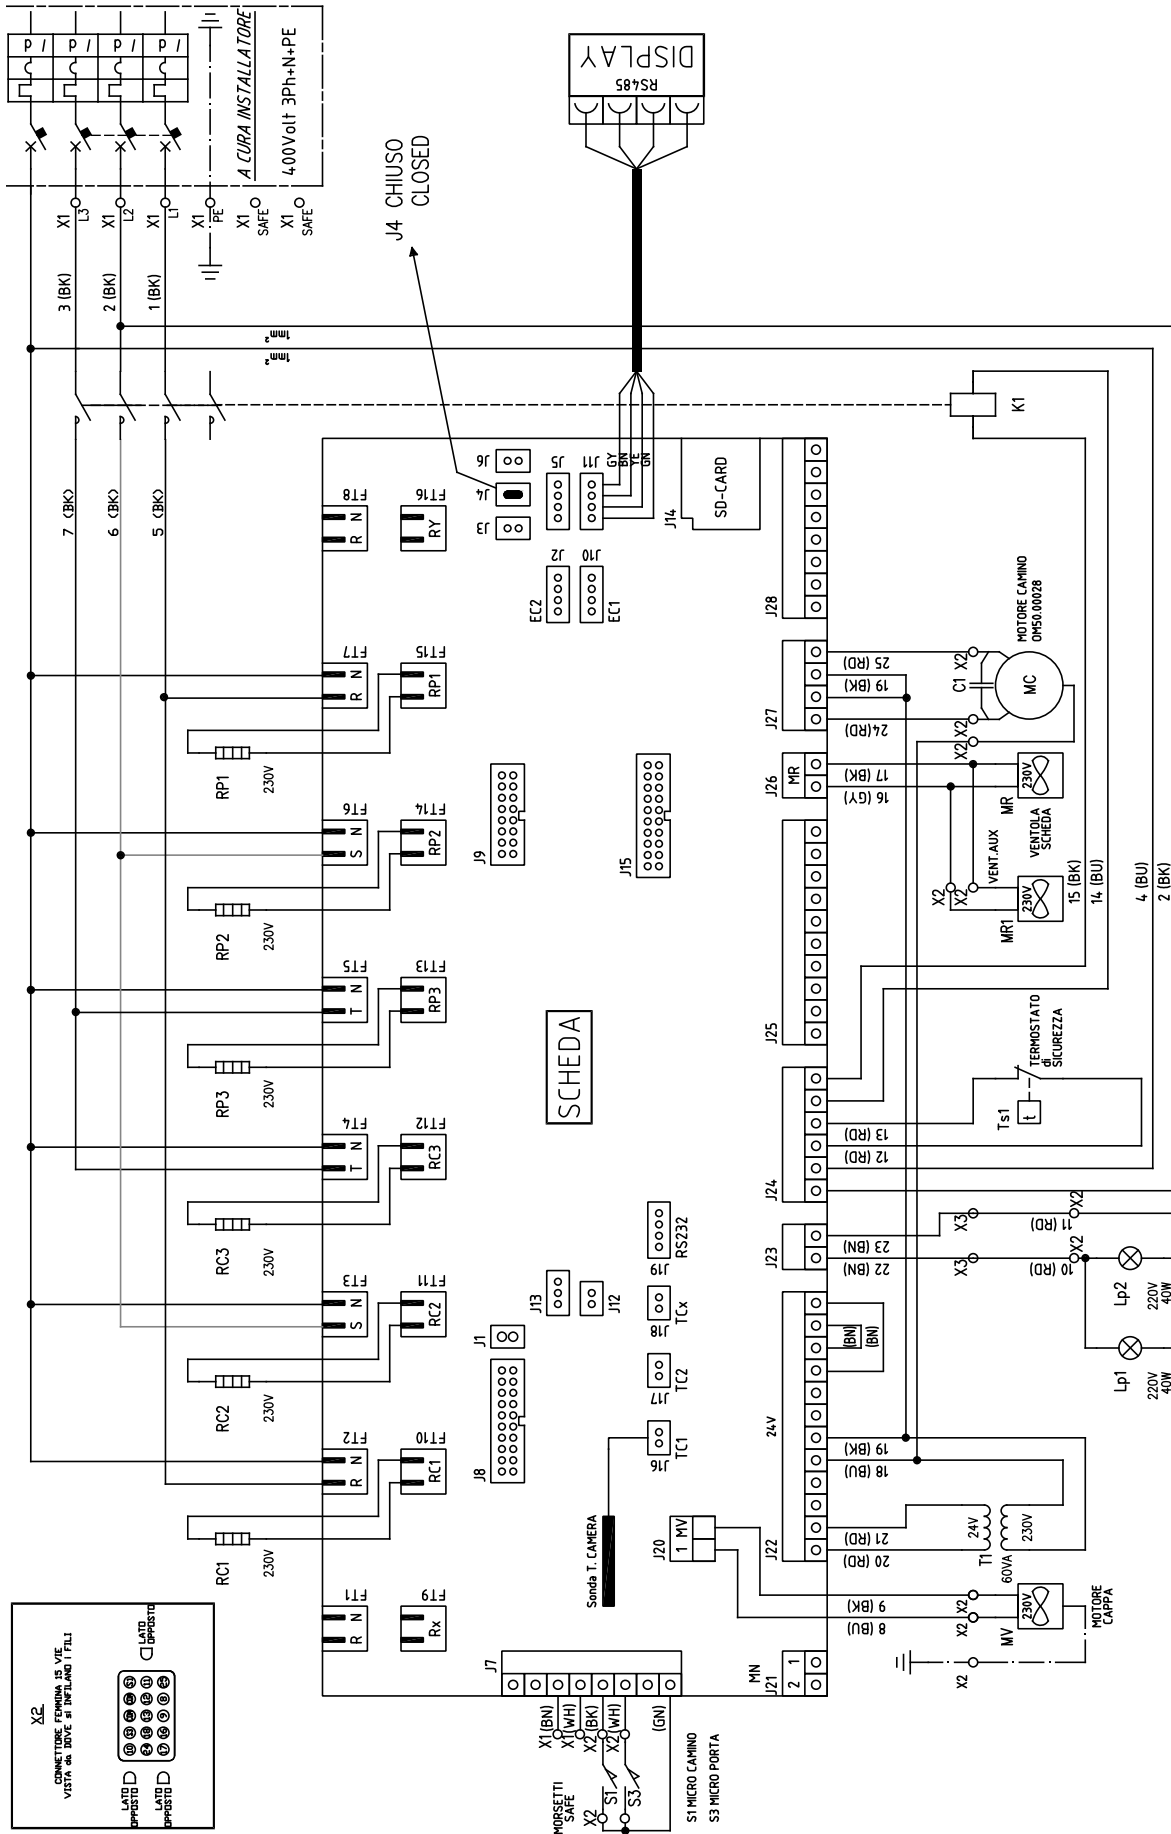 A CURA INSTALLATORE
400Volt 3Ph+N+PE
X1
L3
X1
L2
X1
L1
X1
PE
X1
SAFE
X1
SAFE
3 (BK)
2 (BK)
1 (BK)
1mm²
1mm²
7 (BK)
6 (BK)
5 (BK)
J4 CHIUSO
CLOSED
DISPLAY
RS485
K1
FT8
R N
FT16
RY
J6
J4
J3
J5
J11
GY
BN
YE
GN
J14
SD-CARD
J2
EC2
J10
EC1
J28
FT7
R N
FT15
RP1
RP1
230V
FT6
S N
FT14
RP2
RP2
230V
FT5
T N
FT13
RP3
RP3
230V
FT4
T N
FT12
RC3
RC3
230V
FT3
S N
FT11
RC2
RC2
230V
FT2
R N
FT10
RC1
RC1
230V
FT1
R N
FT9
Rx
J9
J15
SCHEDA
J13
J12
J1
J8
J19
RS232
J18
TCx
J17
TC2
J16
TC1
Sonda T. CAMERA
J20
1 MV
J27
25 (RD)
19 (BK)
24(RD)
X2
X2
X2
C1
MC
MOTORE CAMINO
OM50.00028
J26
MR
17 (BK)
16 (GY)
MR
230V
VENTOLA
SCHEDA
VENT.AUX
X2
X2
MR1
230V
15 (BK)
14 (BU)
4 (BU)
2 (BK)
J25
J24
13 (RD)
12 (RD)
Ts1
t
TERMOSTATO
di
SICUREZZA
J23
23 (BN)
22 (BN)
X3
X3
11 (RD)
10 (RD)
X2
X2
Lp2
220V
40W
Lp1
220V
40W
(BN)
(BN)
24V
J22
19 (BK)
18 (BU)
21 (RD)
20 (RD)
T1
24V
230V
60VA
9 (BK)
8 (BU)
X2
X2
X2
MV
230V
MOTORE
CAPPA
MN
J21
2 1
J7
X1(BN)
X1(WH)
X2(BK)
X2(WH)
(GN)
MORSETTI
SAFE
X2
S1
S3
S1 MICRO CAMINO
S3 MICRO PORTA
X2
CONNETTORE FEMMINA 15 VIE
VISTA da DOVE si INFILANO I FILI
LATO
OPPOSTO
LATO
OPPOSTO
LATO
OPPOSTO